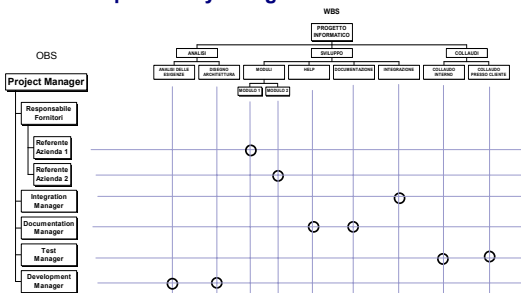 WBS
PROGETTO
INFORMATICO
OBS
ANALISI
SVILUPPO
COLLAUDI
ANALISI DELLE
ESIGENZE
DISEGNO
ARCHITETTURA
MODULI
HELP
DOCUMENTAZIONE
INTEGRAZIONE
COLLAUDO
INTERNO
COLLAUDO
PRESSO CLIENTE
MODULO 1
MODULO 2
Project Manager
Responsabile
Fornitori
Referente
Azienda 1
Referente
Azienda 2
Integration
Manager
Documentation
Manager
Test
Manager
Development
Manager